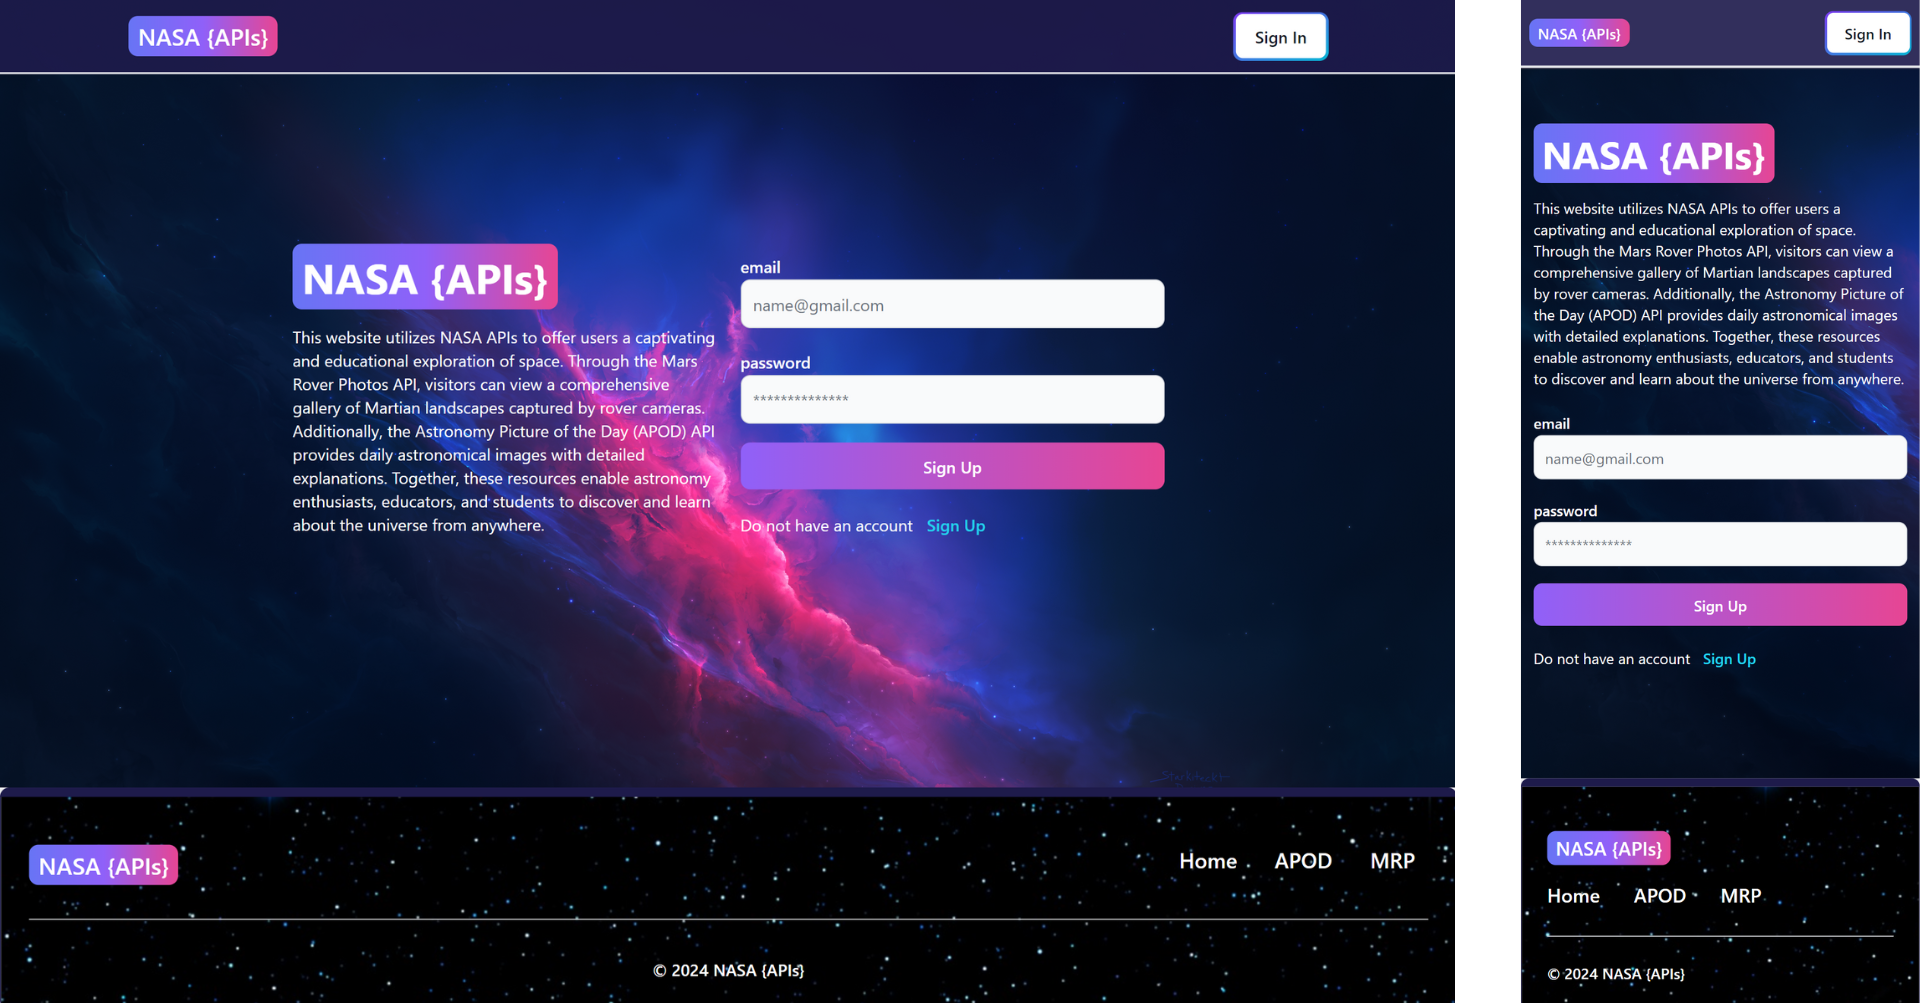 NASA {APIs}
Sign In
NASA {APIs}
This website utilizes NASA APIs to offer users a captivating
and educational exploration of space. Through the Mars
Rover Photos API, visitors can view a comprehensive
gallery of Martian landscapes captured by rover cameras.
Additionally, the Astronomy Picture of the Day (APOD) API
provides daily astronomical images with detailed
explanations. Together, these resources enable astronomy
enthusiasts, educators, and students to discover and learn
about the universe from anywhere.
email
name@gmail.com
password
**************
Sign Up
Do not have an account Sign Up
NASA {APIs}
Home APOD MRP
© 2024 NASA {APIs}
NASA {APIs}
Sign In
NASA {APIs}
This website utilizes NASA APIs to offer users a
captivating and educational exploration of space.
Through the Mars Rover Photos API, visitors can view a
comprehensive gallery of Martian landscapes captured
by rover cameras. Additionally, the Astronomy Picture of
the Day (APOD) API provides daily astronomical images
with detailed explanations. Together, these resources
enable astronomy enthusiasts, educators, and students
to discover and learn about the universe from anywhere.
email
name@gmail.com
password
**************
Sign Up
Do not have an account Sign Up
NASA {APIs}
Home APOD MRP
© 2024 NASA {APIs}